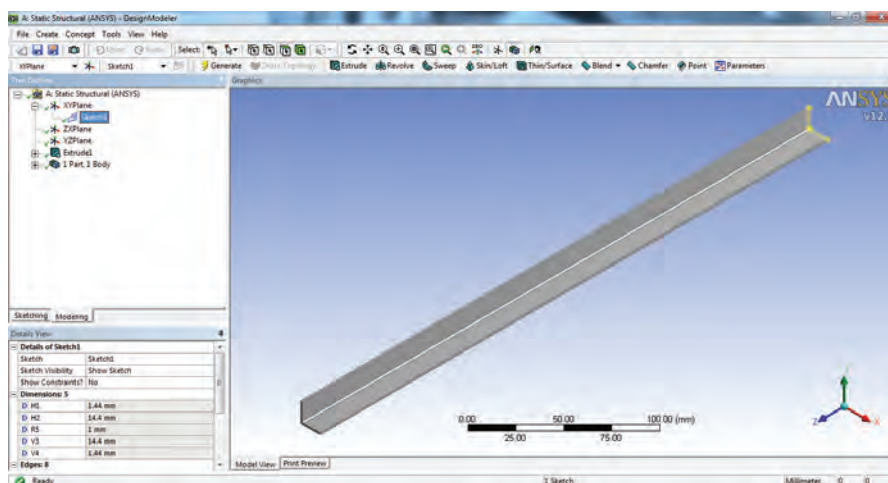 A: Static Structural (ANSYS) - DesignModeler
File Create Concept Tools View Help
Undo Redo Select:
XYPlane Sketch1 Generate Share Topology Extrude Revolve Sweep Skin/Loft Thin/Surface Blend Chamfer Point Parameters
Tree Outline
A: Static Structural (ANSYS)
XYPlane
Sketch1
ZXPlane
YZPlane
Extrude1
1 Part, 1 Body
Sketching Modeling
Details View
Details of Sketch1
Sketch Sketch1
Sketch Visibility Show Sketch
Show Constraints? No
Dimensions: 5
H1 1.44 mm
H2 14.4 mm
R5 1 mm
V3 14.4 mm
V4 1.44 mm
Edges: 8
Graphics
ANSYS
v12.
0.00 50.00 100.00 (mm)
25.00 75.00
Z X
Model View Print Preview
Ready 1 Sketch Millimeter 0 0